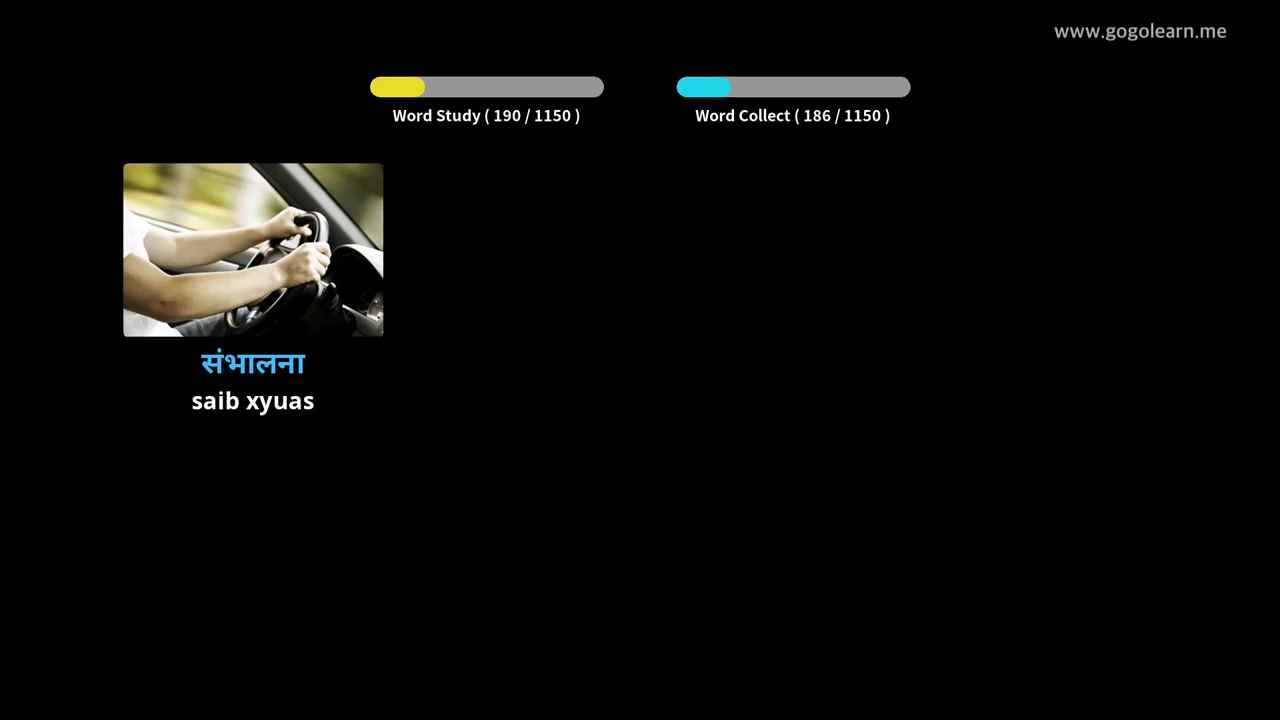 www.gogolearn.me
Word Study ( 190 / 1150 )
Word Collect ( 186 / 1150 )
संभालना
saib xyuas